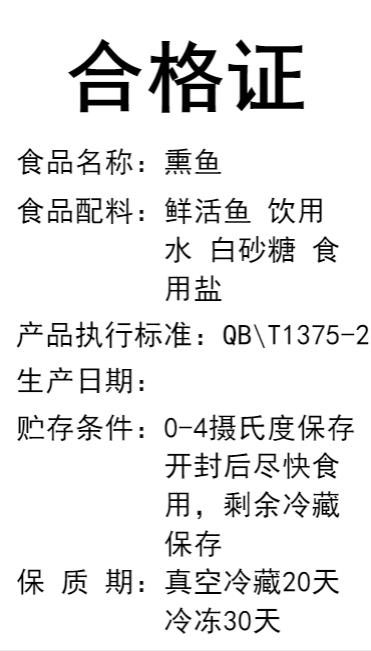 合格证
食品名称：熏鱼
食品配料：鲜活鱼 饮用
水 白砂糖 食
用盐
产品执行标准：QB\T1375-2
生产日期：
贮存条件：0-4摄氏度保存
开封后尽快食
用，剩余冷藏
保存
保 质 期：真空冷藏20天
冷冻30天